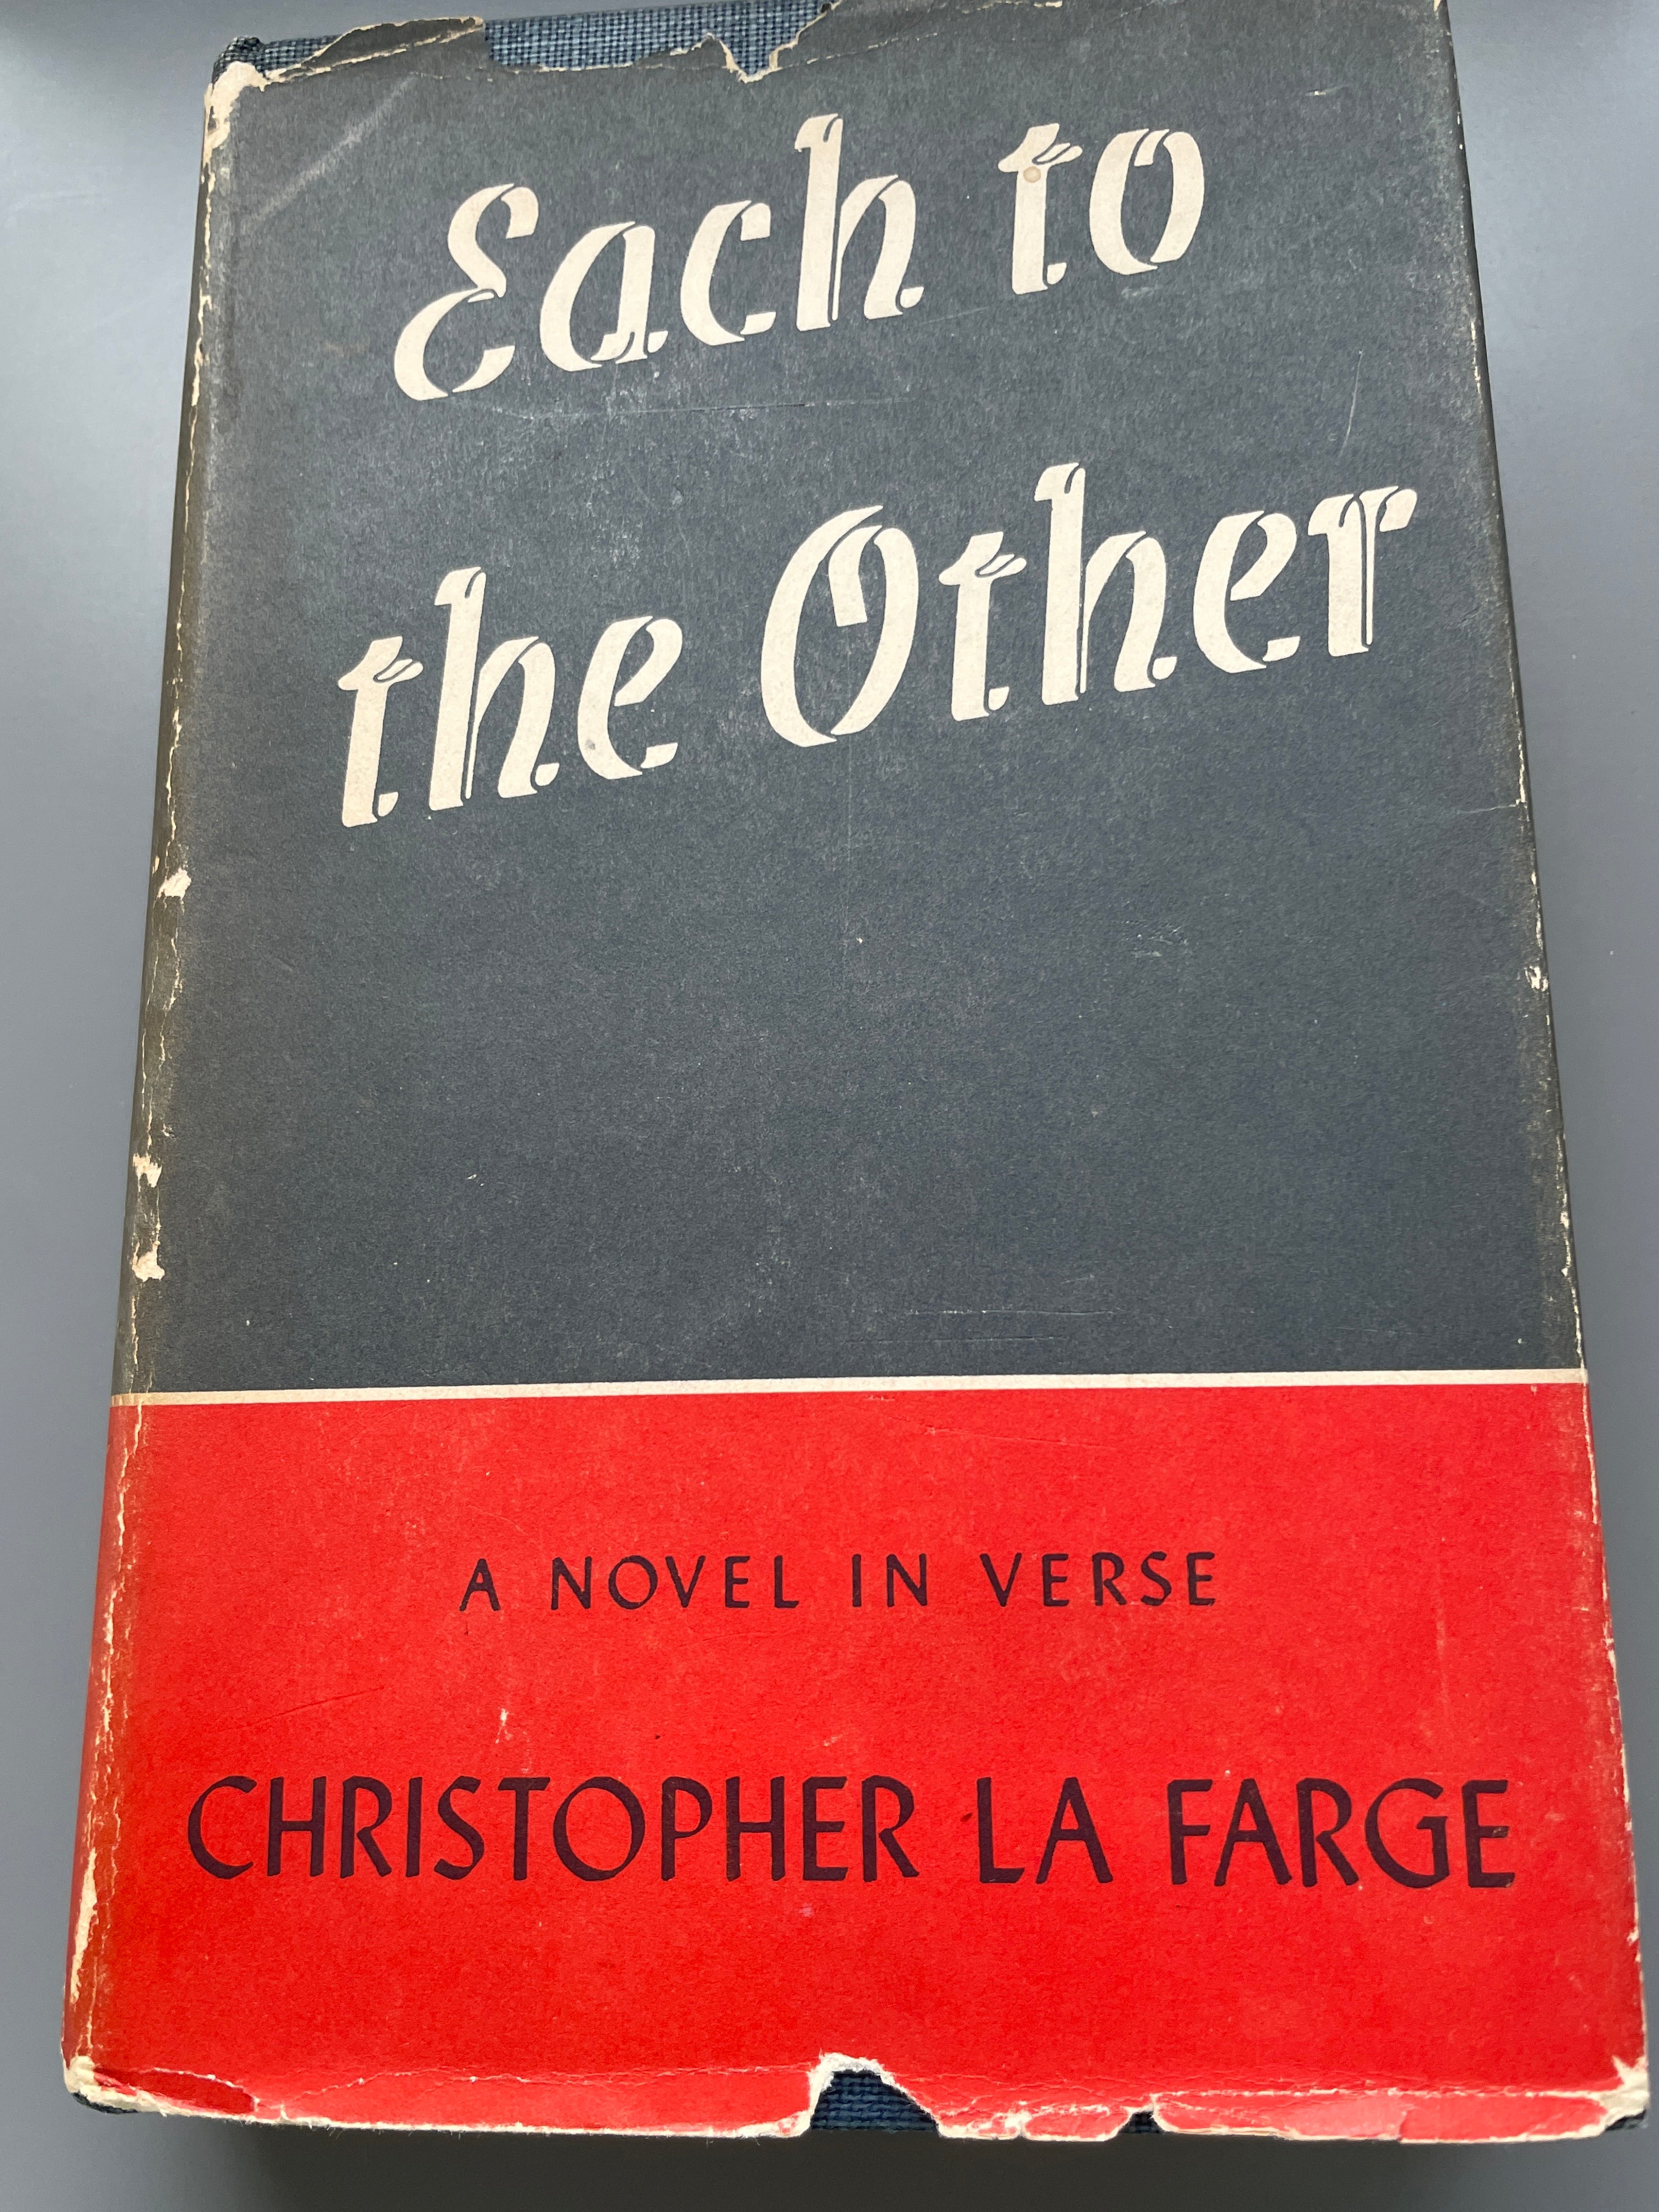 Each to
the Other
A NOVEL IN VERSE
CHRISTOPHER LA FARGE